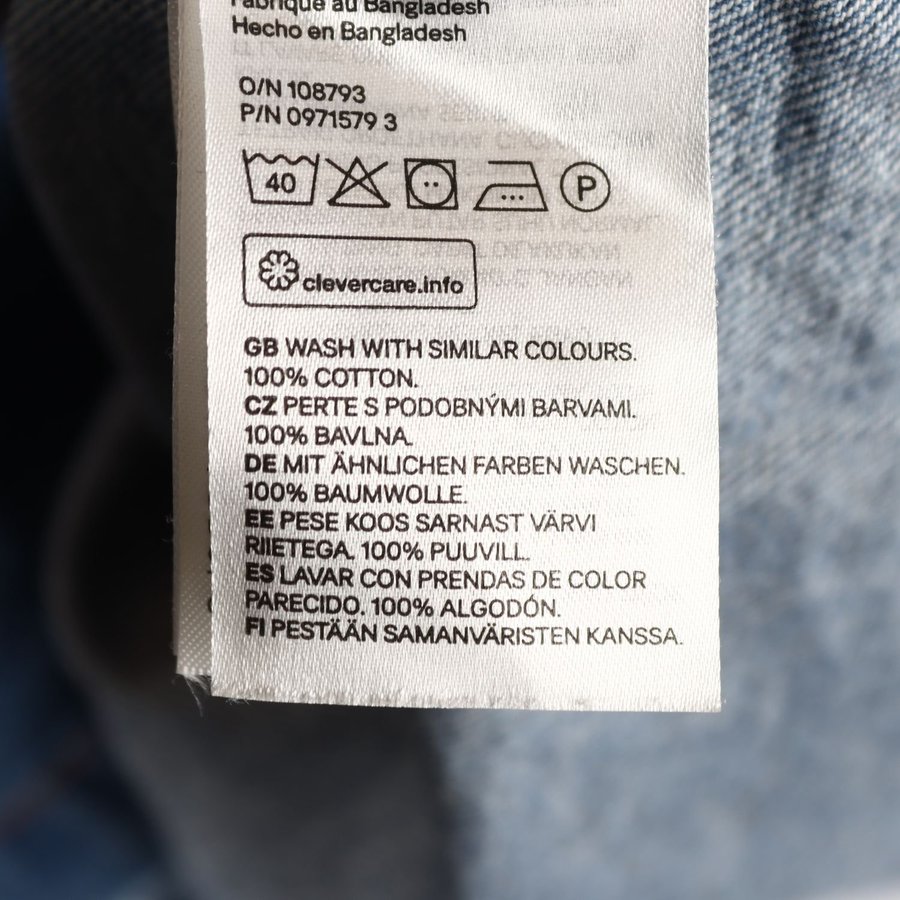 Fabriqué au Bangladesh
Hecho en Bangladesh
O/N 108793
P/N 0971579 3
40
P
clevercare.info
GB WASH WITH SIMILAR COLOURS.
100% COTTON.
CZ PERTE S PODOBNÝMI BARVAMI.
100% BAVLNA.
DE MIT ÄHNLICHEN FARBEN WASCHEN.
100% BAUMWOLLE.
EE PESE KOOS SARNAST VÄRVI
RIIETEGA. 100% PUUVILL.
ES LAVAR CON PRENDAS DE COLOR
PARECIDO. 100% ALGODÓN.
FI PESTÄÄN SAMANVÄRISTEN KANSSA.